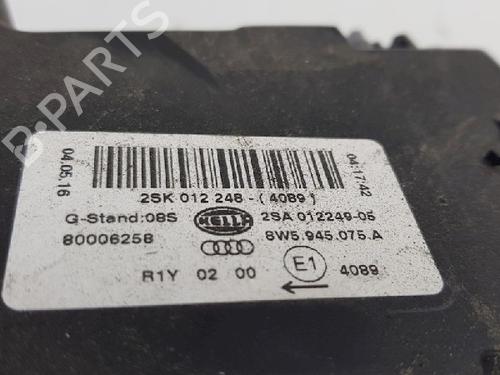 B-PARTS
04.05.16
04:17:42
2SK 012 248-(4089)
G-Stand:08S HELLA 2SA 012249-05
80006258 8W5.945.075.A
R1Y 02 00 E1 4089